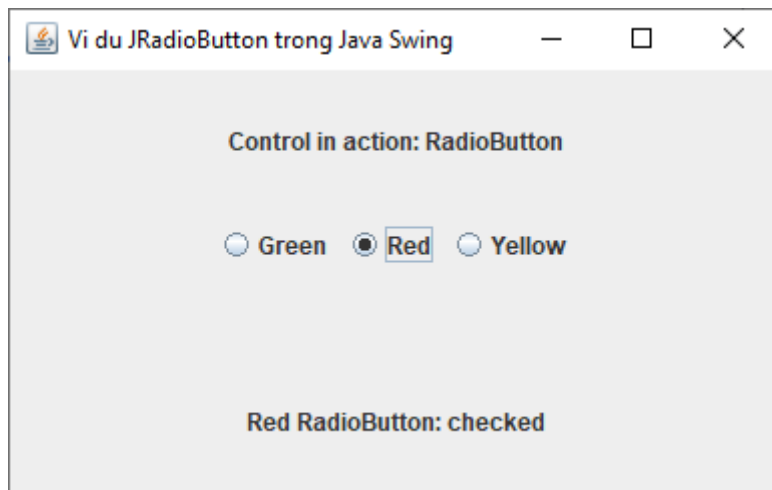 Vi du JRadioButton trong Java Swing
Control in action: RadioButton
Green Red Yellow
Red RadioButton: checked